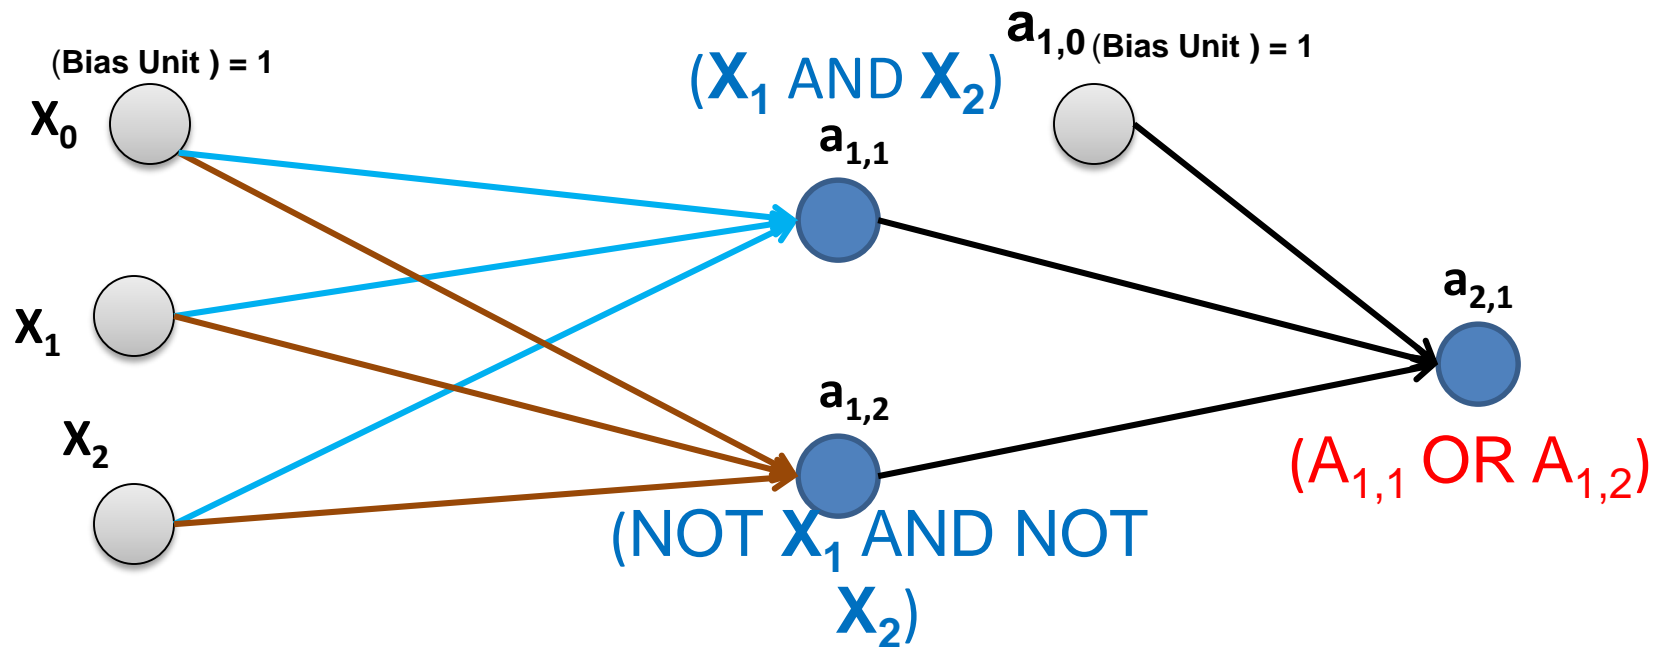 (Bias Unit ) = 1
X0
X1
X2
(X1 AND X2)
a1,1
a1,2
(NOT X1 AND NOT
X2)
a1,0 (Bias Unit ) = 1
a2,1
(A1,1 OR A1,2)